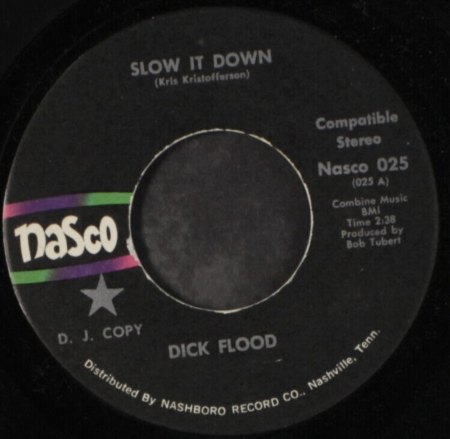 SLOW IT DOWN
(Kris Kristofferson)
Compatible
Stereo
Nasco 025
(025 A)
Combine Music
BMI
Time 2:38
Produced by
Bob Tubert
nasco
D. J. COPY
DICK FLOOD
Distributed By NASHBORO RECORD CO., Nashville, Tenn.